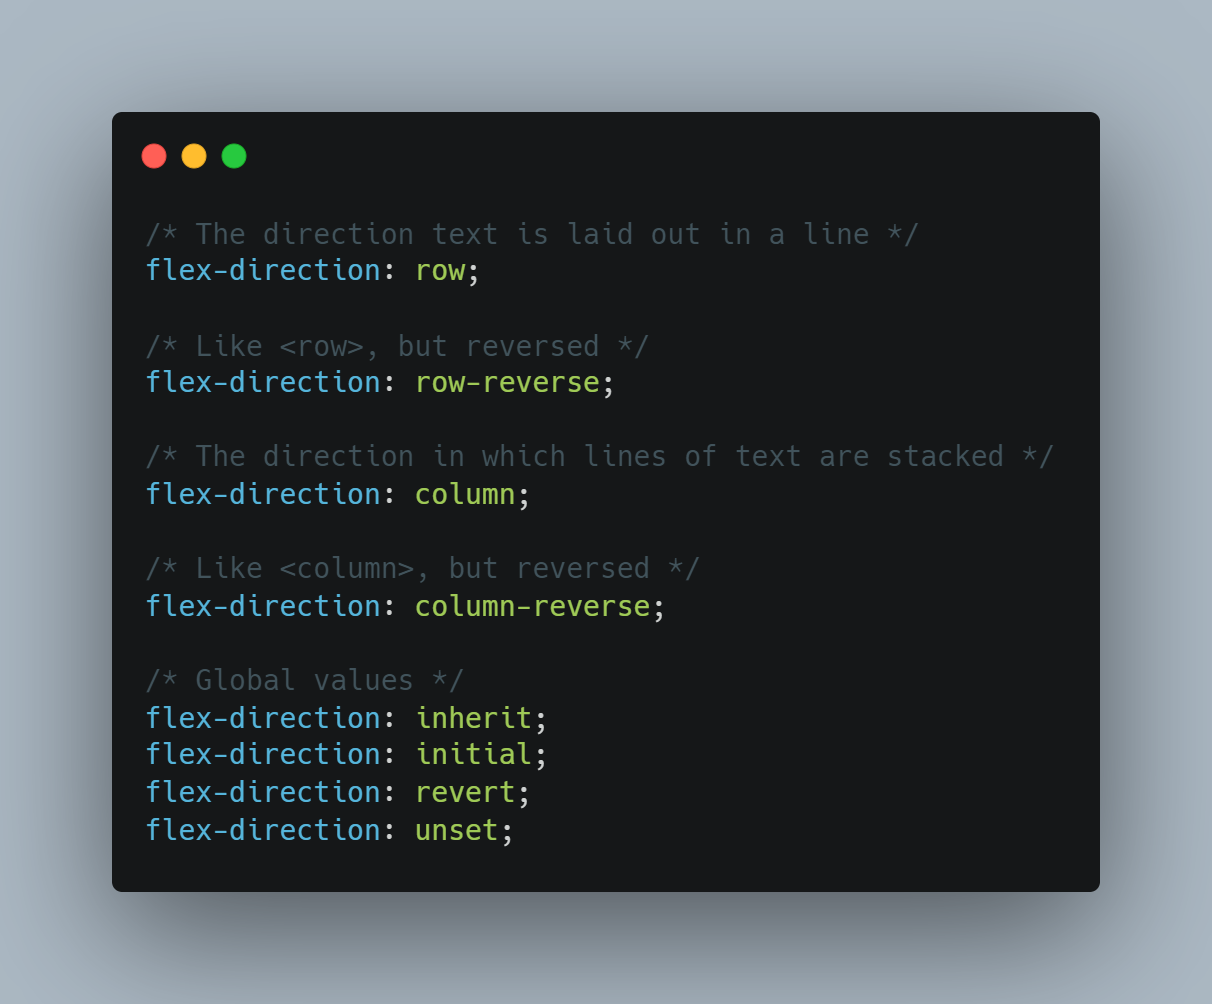 /* The direction text is laid out in a line */
flex-direction: row;
/* Like <row>, but reversed */
flex-direction: row-reverse;
/* The direction in which lines of text are stacked */
flex-direction: column;
/* Like <column>, but reversed */
flex-direction: column-reverse;
/* Global values */
flex-direction: inherit;
flex-direction: initial;
flex-direction: revert;
flex-direction: unset;